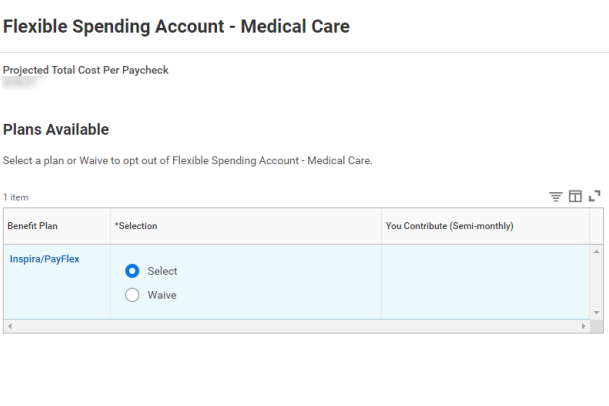 Flexible Spending Account - Medical Care
Projected Total Cost Per Paycheck
Plans Available
Select a plan or Waive to opt out of Flexible Spending Account - Medical Care.
1 item
Benefit Plan
*Selection
You Contribute (Semi-monthly)
Inspira/PayFlex
Select
Waive